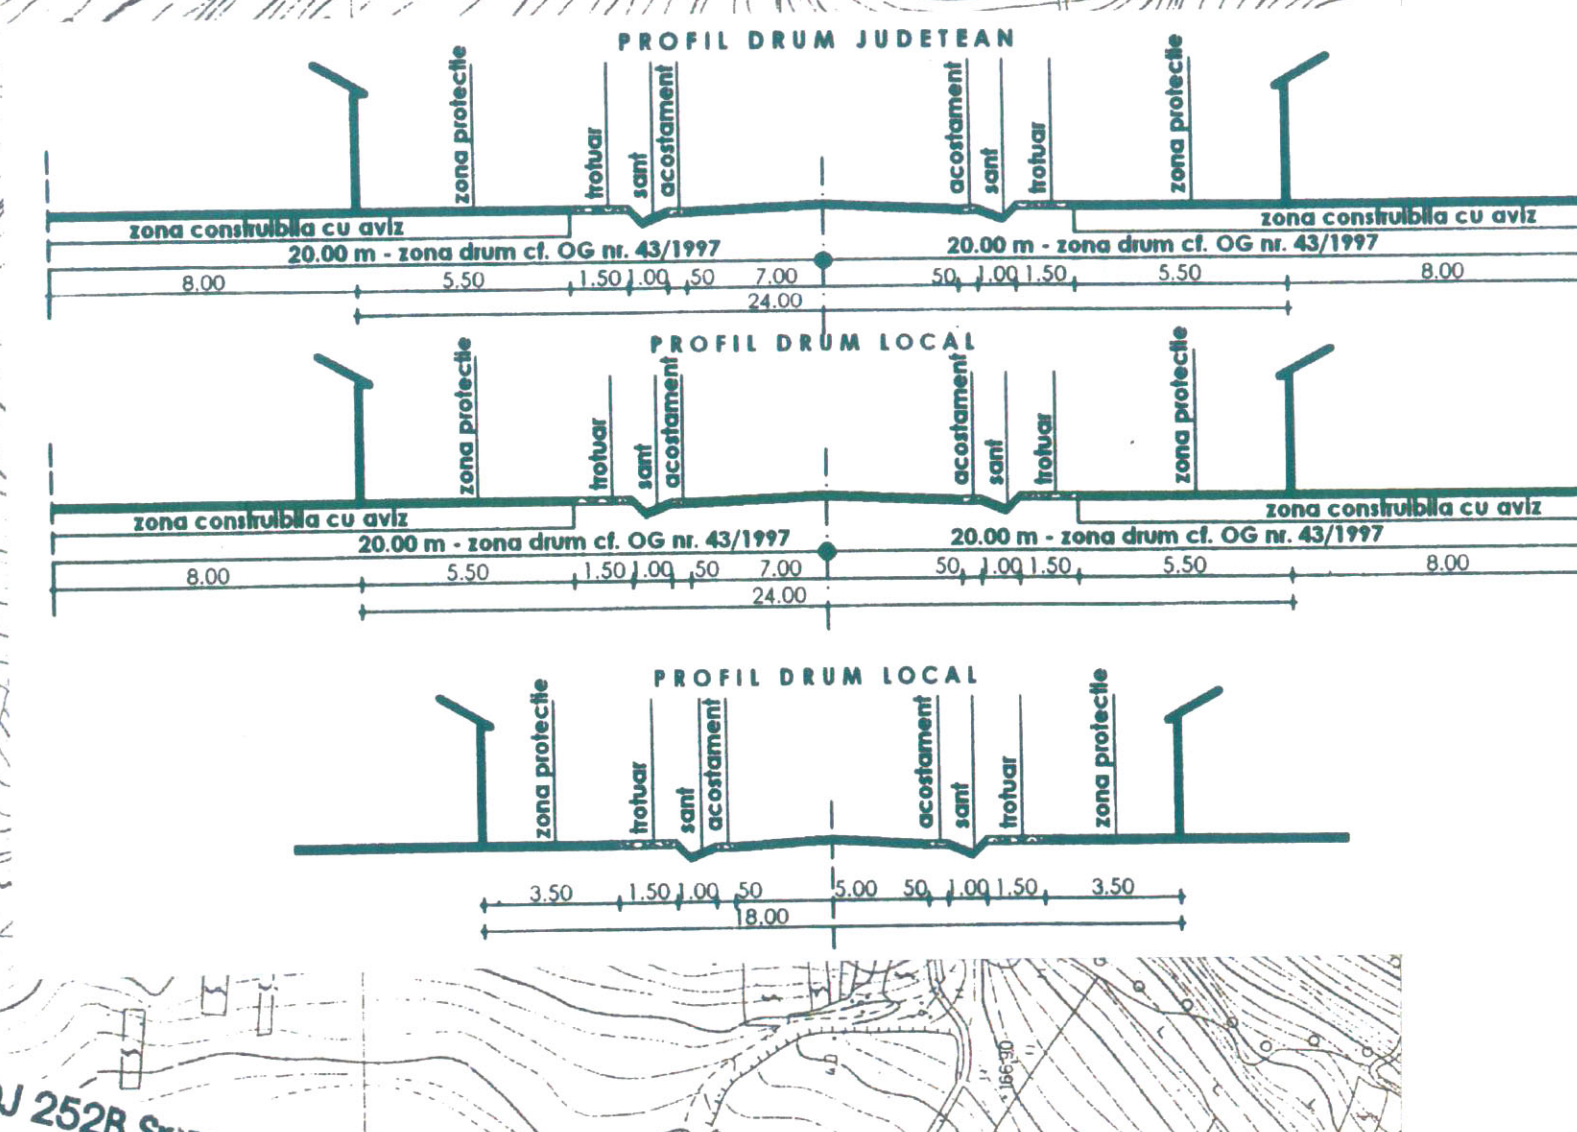 PROFIL DRUM JUDETEAN
zona protectie
trotuar
sant
acostament
acostament
sant
trotuar
zona protectie
zona construibila cu aviz
zona construibila cu aviz
20.00 m - zona drum cf. OG nr. 43/1997
20.00 m - zona drum cf. OG nr. 43/1997
8.00 5.50 1.50 1.00 50 7.00 50 1.00 1.50 5.50 8.00
24.00
PROFIL DRUM LOCAL
zona protectie
trotuar
sant
acostament
acostament
sant
trotuar
zona protectie
zona construibila cu aviz
zona construibila cu aviz
20.00 m - zona drum cf. OG nr. 43/1997
20.00 m - zona drum cf. OG nr. 43/1997
8.00 5.50 1.50 1.00 50 7.00 50 1.00 1.50 5.50 8.00
24.00
PROFIL DRUM LOCAL
zona protectie
trotuar
sant
acostament
acostament
sant
trotuar
zona protectie
3.50 1.50 1.00 50 5.00 50 1.00 1.50 3.50
18.00
166.90
J 252B